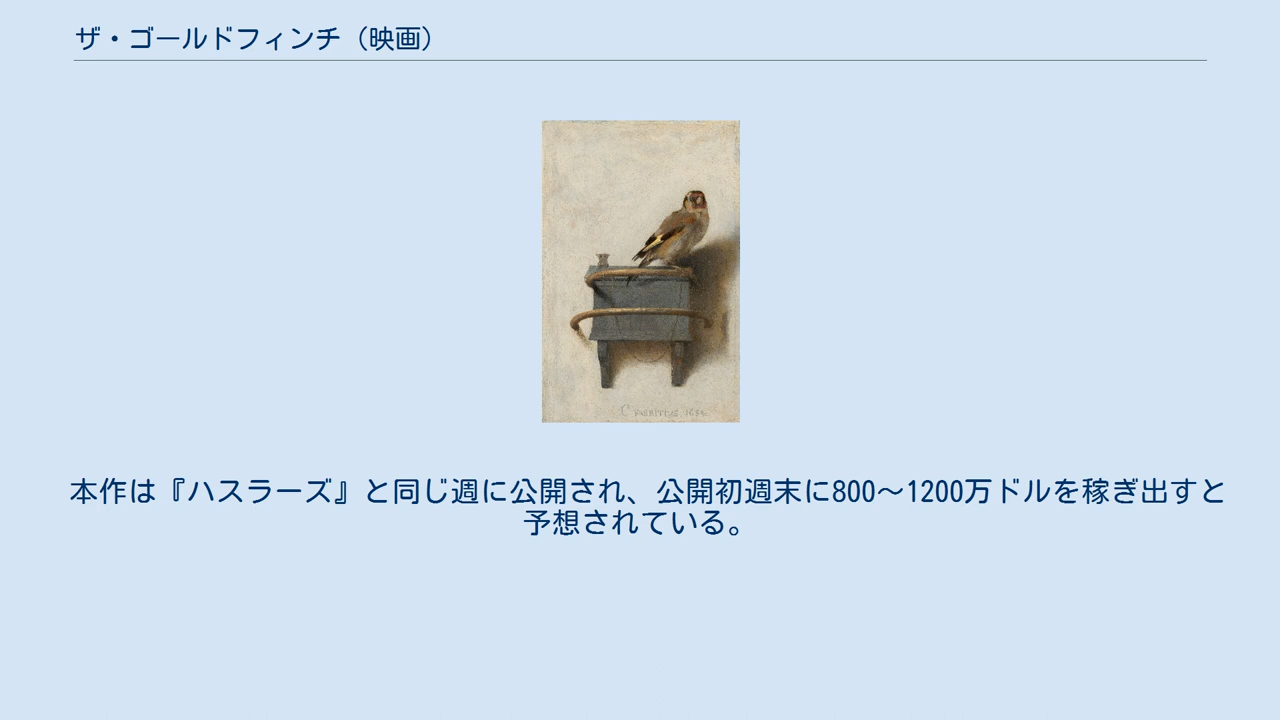 ザ・ゴールドフィンチ（映画）
C FABRITIVS 1654
本作は『ハスラーズ』と同じ週に公開され、公開初週末に800〜1200万ドルを稼ぎ出すと
予想されている。